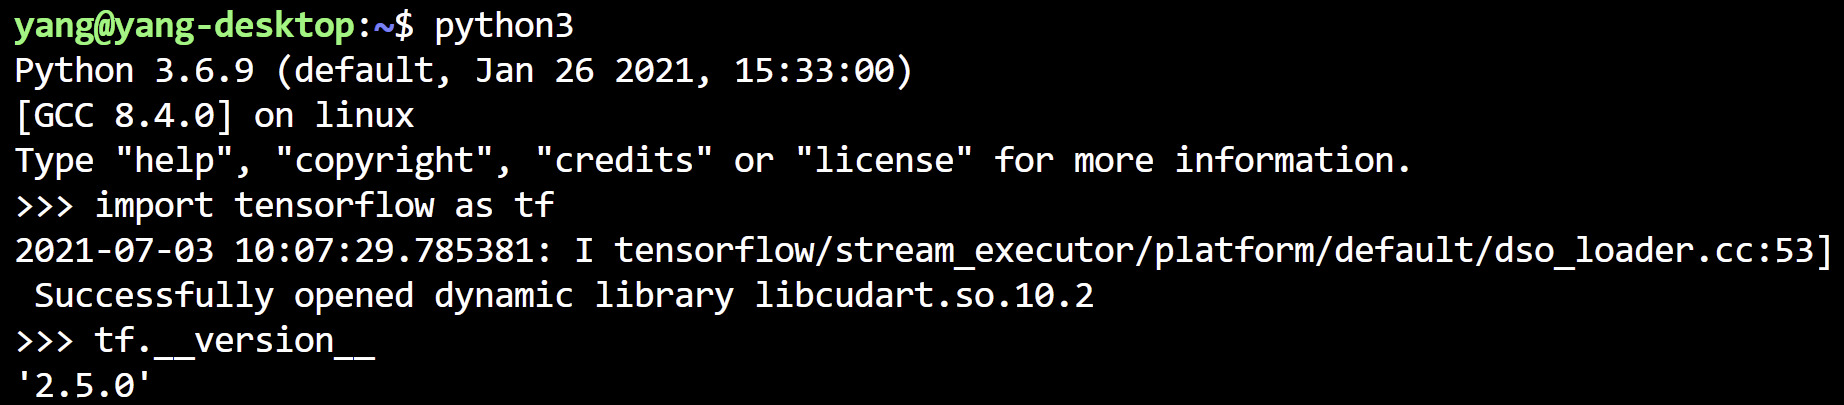 yang@yang-desktop:~$ python3
Python 3.6.9 (default, Jan 26 2021, 15:33:00)
[GCC 8.4.0] on linux
Type "help", "copyright", "credits" or "license" for more information.
>>> import tensorflow as tf
2021-07-03 10:07:29.785381: I tensorflow/stream_executor/platform/default/dso_loader.cc:53]
 Successfully opened dynamic library libcudart.so.10.2
>>> tf.__version__
'2.5.0'